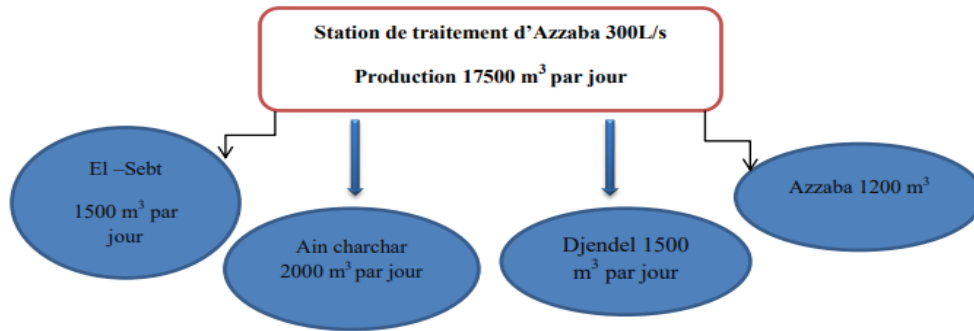 Station de traitement d'Azzaba 300L/s
Production 17500 m³ par jour
El –Sebt
1500 m³ par
jour
Ain charchar
2000 m³ par jour
Djendel 1500
m³ par jour
Azzaba 1200 m³